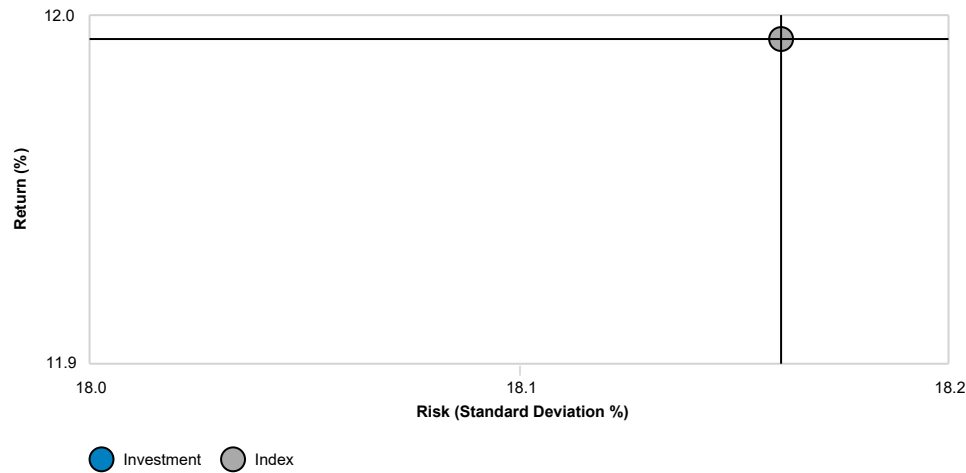 12.0
Return (%)
11.9
18.0
18.1
18.2
Risk (Standard Deviation %)
Investment
Index